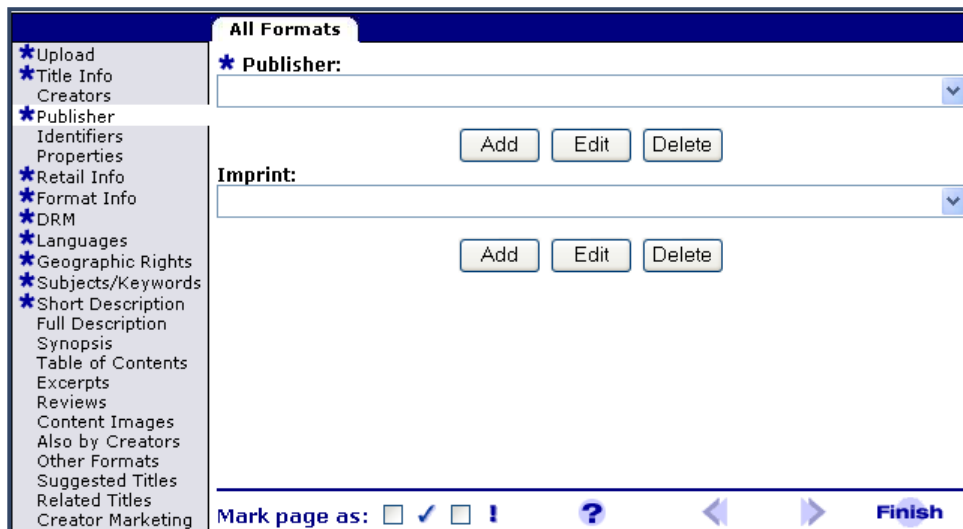 All Formats
*Upload
*Title Info
Creators
*Publisher
Identifiers
Properties
*Retail Info
*Format Info
*DRM
*Languages
*Geographic Rights
*Subjects/Keywords
*Short Description
Full Description
Synopsis
Table of Contents
Excerpts
Reviews
Content Images
Also by Creators
Other Formats
Suggested Titles
Related Titles
Creator Marketing
* Publisher:
Add Edit Delete
Imprint:
Add Edit Delete
Mark page as: ✓ ! ? Finish